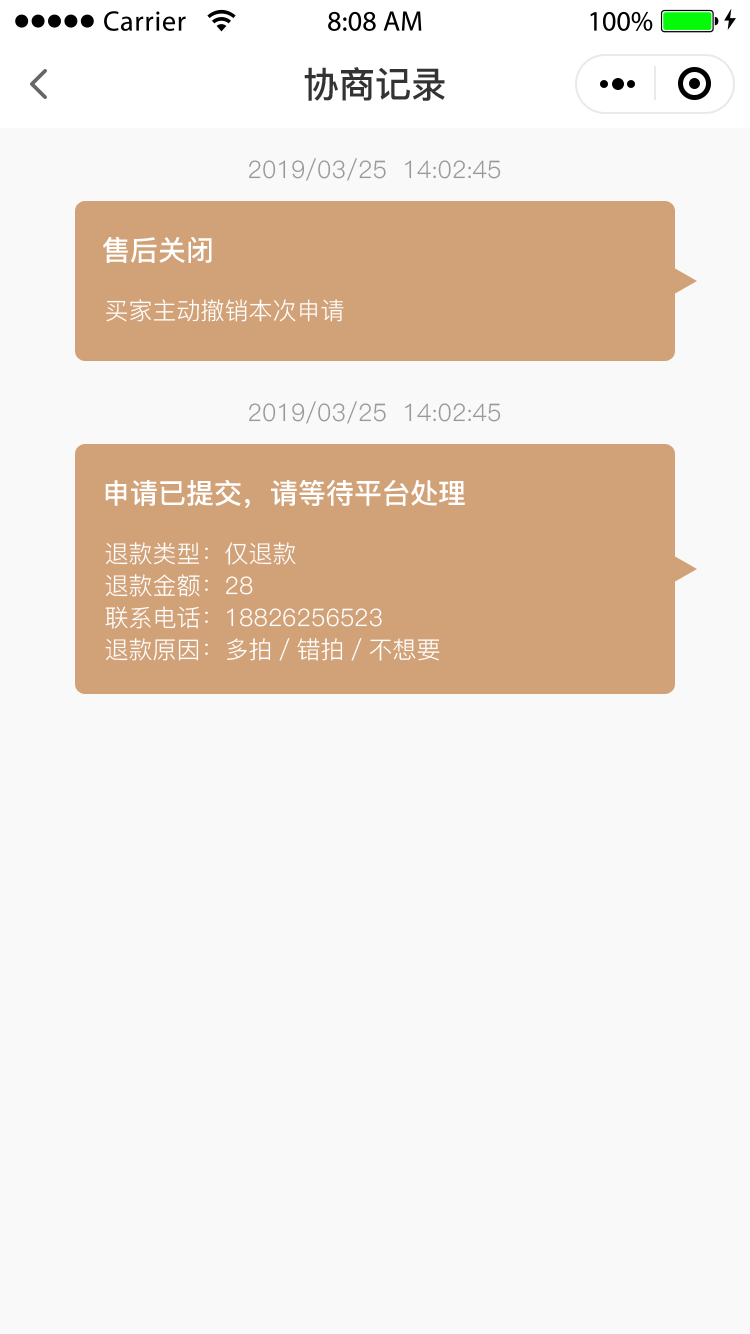 Carrier 8:08 AM 100%
协商记录
2019/03/25 14:02:45
售后关闭
买家主动撤销本次申请
2019/03/25 14:02:45
申请已提交，请等待平台处理
退款类型：仅退款
退款金额：28
联系电话：18826256523
退款原因：多拍 / 错拍 / 不想要